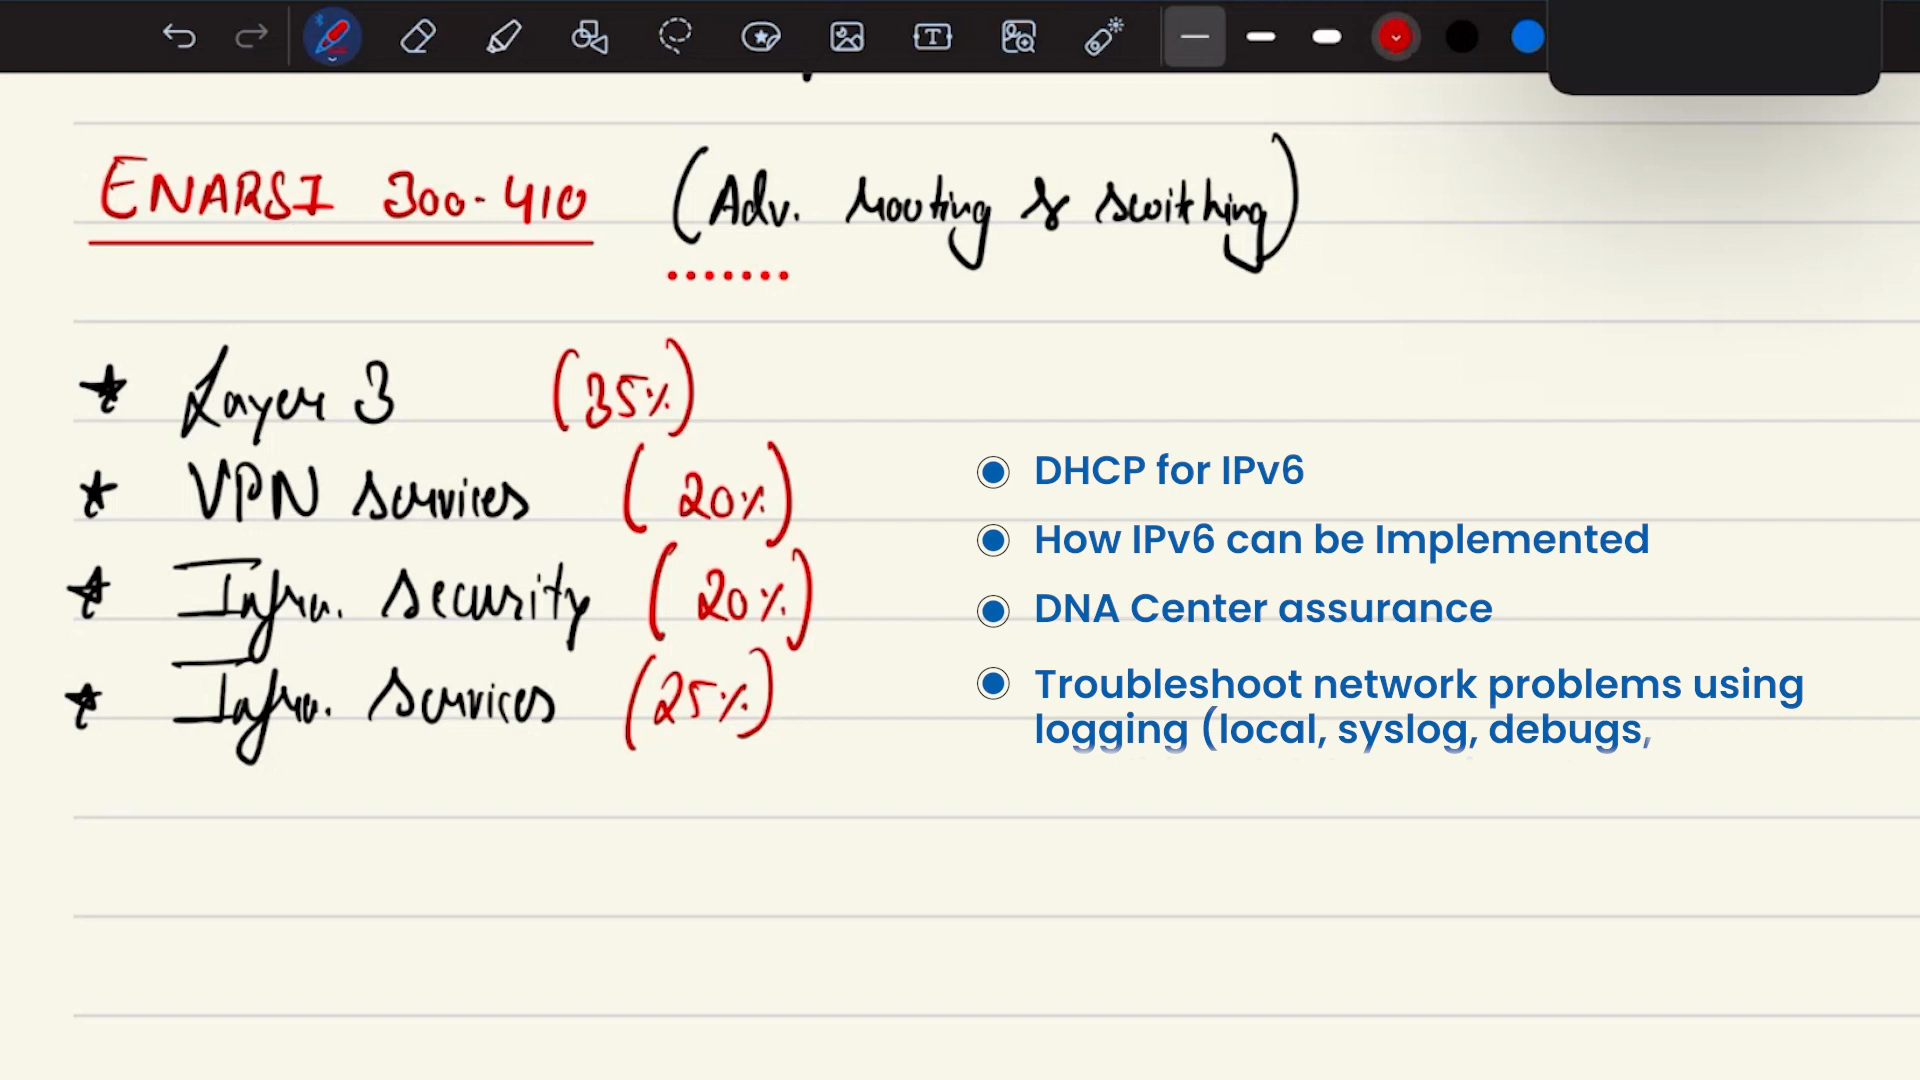 ENARSI 300-410 (Adv. routing & switching)
* Layer 3 (35%)
* VPN services (20%)
* Infra. security (20%)
* Infra. services (25%)
DHCP for IPv6
How IPv6 can be Implemented
DNA Center assurance
Troubleshoot network problems using
logging (local, syslog, debugs,